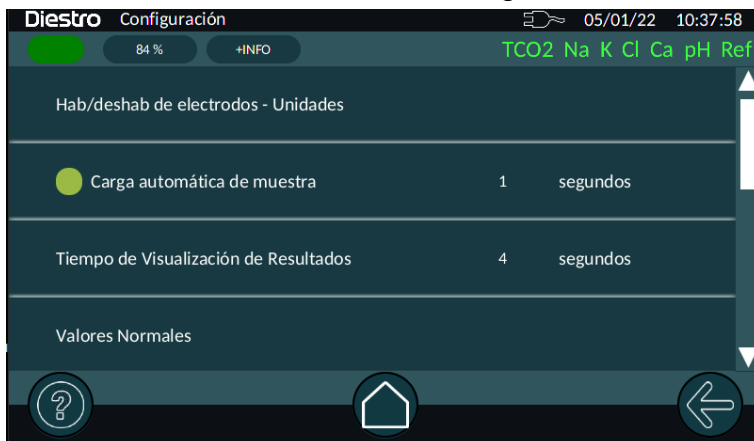 Diestro Configuración 05/01/22 10:37:58
84 % +INFO TCO2 Na K Cl Ca pH Ref
Hab/deshab de electrodos - Unidades
Carga automática de muestra 1 segundos
Tiempo de Visualización de Resultados 4 segundos
Valores Normales
?